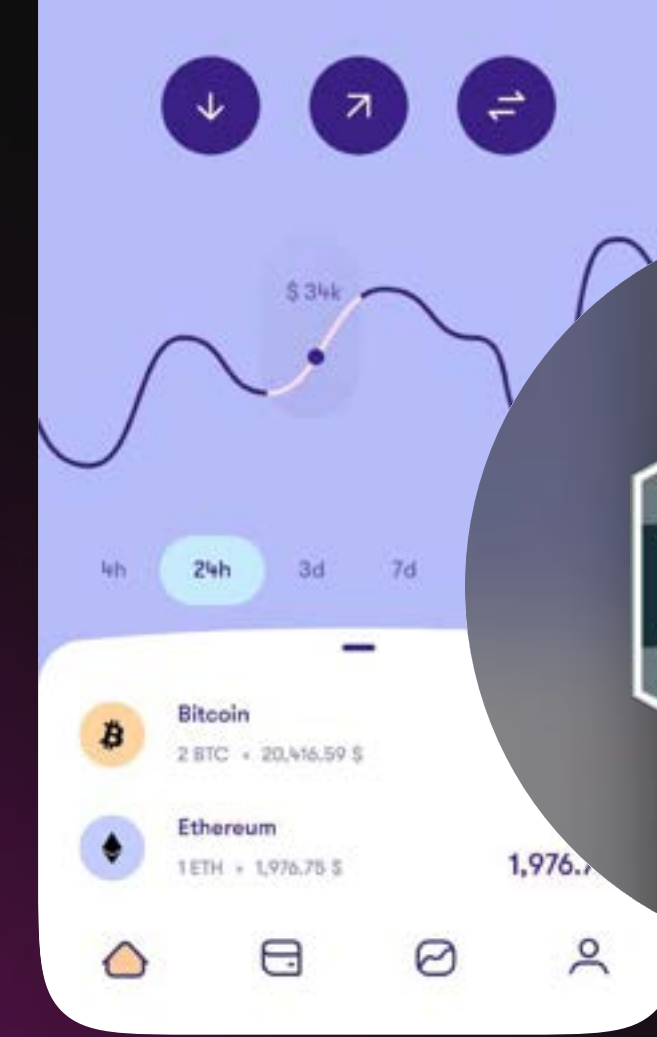 $ 34k
4h 24h 3d 7d
Bitcoin
2 BTC • 20,416.59 $
Ethereum
1 ETH • 1,976.75 $
1,976.